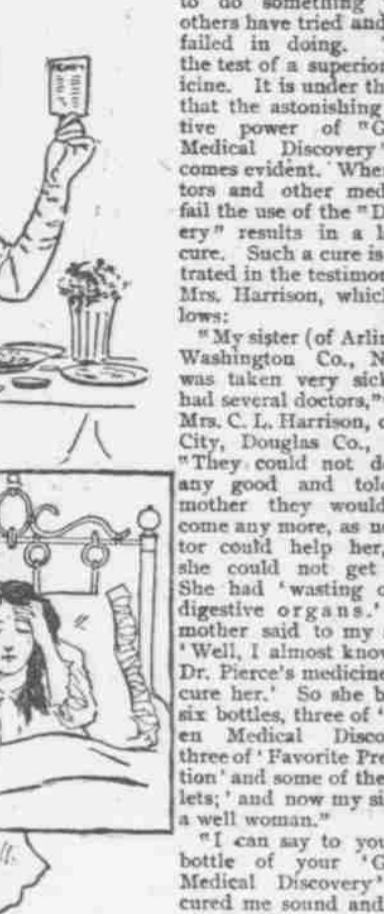 to do something
others have tried and
failed in doing.
the test of a superior
icine. It is under th
that the astonishing
tive power of "G
Medical Discovery"
comes evident. Whe
tors and other med
fail the use of the "D
ery" results in a l
cure. Such a cure is
trated in the testimo
Mrs. Harrison, whic
lows:
"My sister (of Arli
Washington Co., N
was taken very sick
had several doctors,"
Mrs. C. L. Harrison, o
City, Douglas Co.,
"They could not d
any good and tol
mother they would
come any more, as n
tor could help her,
she could not get
She had 'wasting o
digestive organs.'
mother said to my
'Well, I almost know
Dr. Pierce's medicine
cure her.' So she b
six bottles, three of '
en Medical Disco
three of 'Favorite Pre
tion' and some of the
lets;' and now my si
a well woman."
"I can say to you
bottle of your 'G
Medical Discovery'
cured me sound and